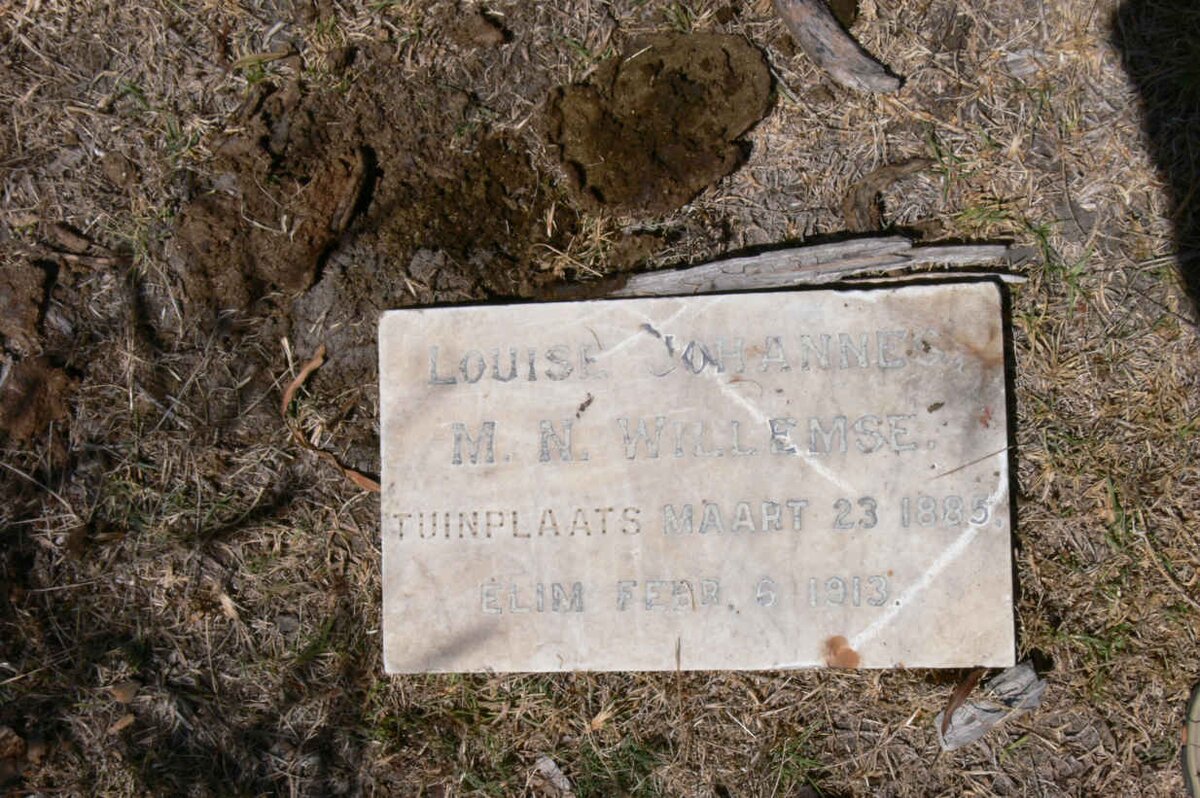 LOUISE JOHANNES,
M. N. WILLEMSE.
TUINPLAATS MAART 23 1885.
ELIM FEBR. 6 1913.